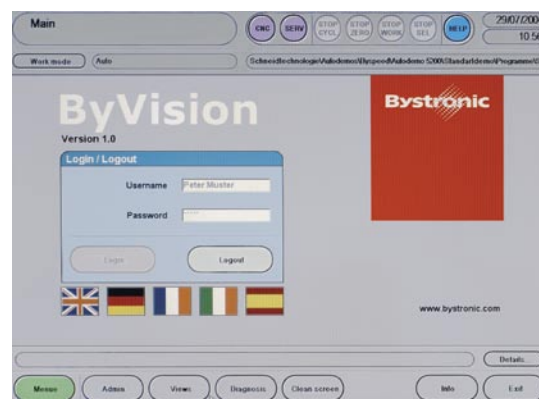 Main
CNC SERV STOP CYCL STOP ZERO STOP WORK STOP SEL HELP
29/07/200
10:56
Work mode
Auto
ByVision
Version 1.0
Bystronic
Login / Logout
Username Peter Muster
Password
Login Logout
www.bystronic.com
Details
Menus Admin Views Diagnosis Clean screen Info Exit